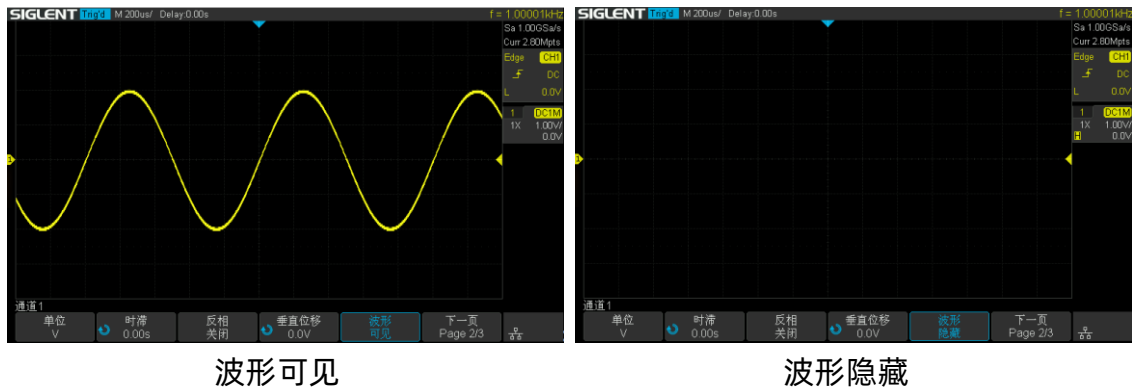 SIGLENT Trig'd M 200us/ Delay:0.00s f = 1.00001kHz
Sa 1.00GSa/s
Curr 2.80Mpts
Edge CH1
DC
L 0.0V
1 DC1M
1X 1.00V/
0.0V
1
通道1
单位 时滞 反相 垂直位移 波形 下一页
V 0.00s 关闭 0.0V 可见 Page 2/3
波形可见
SIGLENT Trig'd M 200us/ Delay:0.00s f = 1.00001kHz
Sa 1.00GSa/s
Curr 2.80Mpts
Edge CH1
DC
L 0.0V
1 DC1M
1X 1.00V/
H 0.0V
1
通道1
单位 时滞 反相 垂直位移 波形 下一页
V 0.00s 关闭 0.0V 隐藏 Page 2/3
波形隐藏